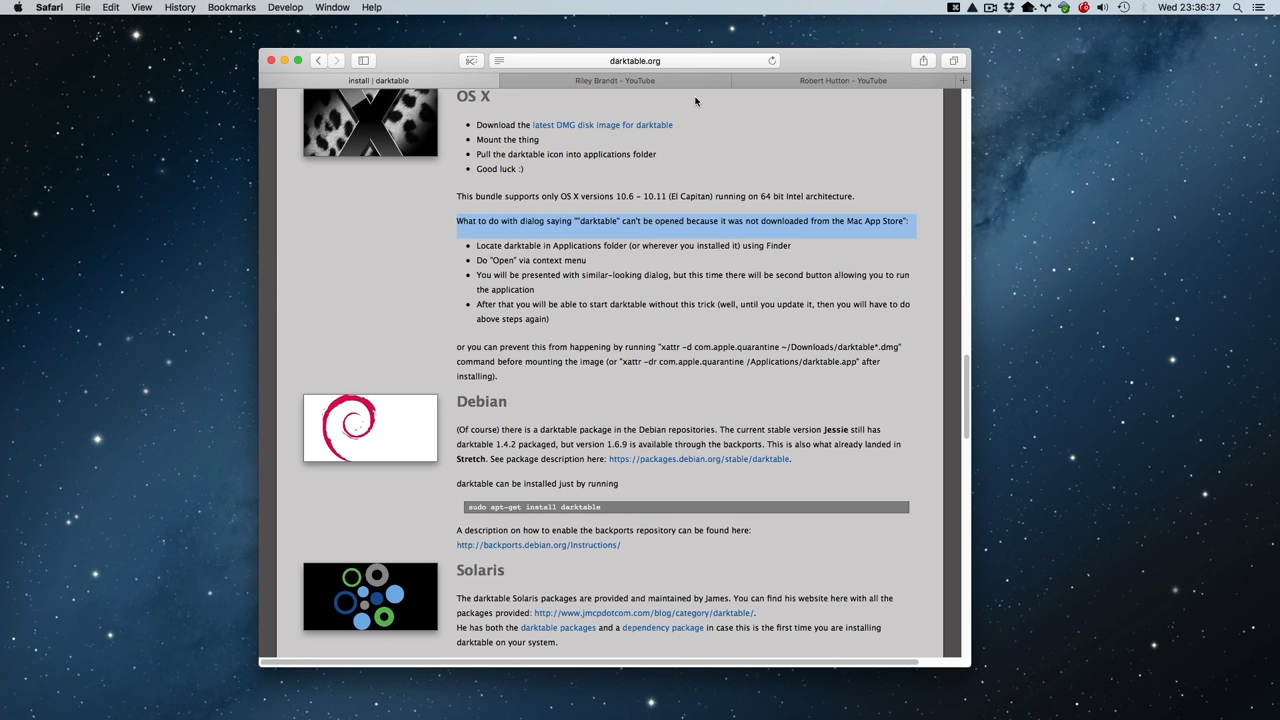 Safari File Edit View History Bookmarks Develop Window Help Wed 23:36:37
darktable.org
install | darktable Riley Brandt - YouTube Robert Hutton - YouTube
OS X
• Download the latest DMG disk image for darktable
• Mount the thing
• Pull the darktable icon into applications folder
• Good luck :)
This bundle supports only OS X versions 10.6 - 10.11 (El Capitan) running on 64 bit Intel architecture.
What to do with dialog saying ""darktable" can't be opened because it was not downloaded from the Mac App Store":
• Locate darktable in Applications folder (or wherever you installed it) using Finder
• Do "Open" via context menu
• You will be presented with similar-looking dialog, but this time there will be second button allowing you to run
the application
• After that you will be able to start darktable without this trick (well, until you update it, then you will have to do
above steps again)
or you can prevent this from happening by running "xattr -d com.apple.quarantine ~/Downloads/darktable*.dmg"
command before mounting the image (or "xattr -dr com.apple.quarantine /Applications/darktable.app" after
installing).
Debian
(Of course) there is a darktable package in the Debian repositories. The current stable version Jessie still has
darktable 1.4.2 packaged, but version 1.6.9 is available through the backports. This is also what already landed in
Stretch. See package description here: https://packages.debian.org/stable/darktable.
darktable can be installed just by running
sudo apt-get install darktable
A description on how to enable the backports repository can be found here:
http://backports.debian.org/Instructions/
Solaris
The darktable Solaris packages are provided and maintained by James. You can find his website here with all the
packages provided: http://www.jmcpdotcom.com/blog/category/darktable/.
He has both the darktable packages and a dependency package in case this is the first time you are installing
darktable on your system.